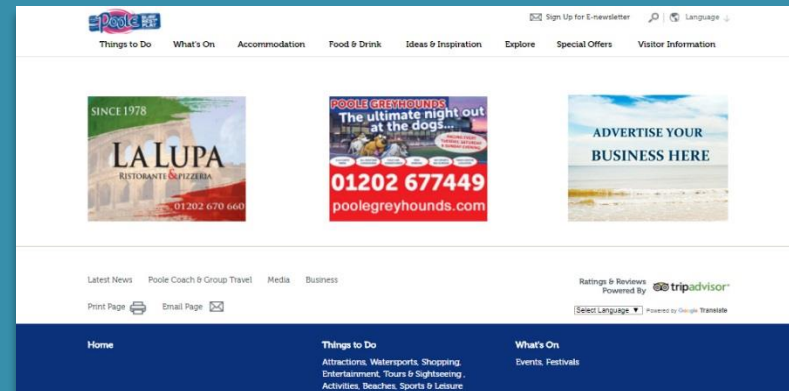 Poole
Sign Up for E-newsletter
Language
Things to Do
What's On
Accommodation
Food & Drink
Ideas & Inspiration
Explore
Special Offers
Visitor Information
SINCE 1978
LA LUPA
RISTORANTE & PIZZERIA
01202 670 660
POOLE GREYHOUNDS
The ultimate night out
at the dogs...
01202 677449
poolegreyhounds.com
ADVERTISE YOUR
BUSINESS HERE
Latest News
Poole Coach & Group Travel
Media
Business
Print Page
Email Page
Ratings & Reviews
Powered By
tripadvisor
Select Language ▼
Powered by Google Translate
Home
Things to Do
Attractions, Watersports, Shopping,
Entertainment, Tours & Sightseeing ,
Activities, Beaches, Sports & Leisure
What's On
Events, Festivals